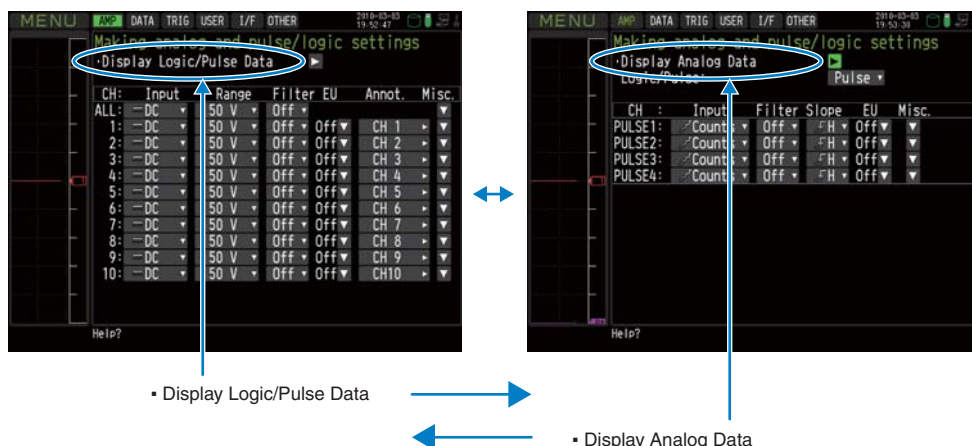 MENU AMP DATA TRIG USER I/F OTHER 2010-03-03 19:52:47
Making analog and pulse/logic settings
·Display Logic/Pulse Data
CH: Input Range Filter EU Annot. Misc.
ALL: DC 50 V Off
1: DC 50 V Off Off CH 1
2: DC 50 V Off Off CH 2
3: DC 50 V Off Off CH 3
4: DC 50 V Off Off CH 4
5: DC 50 V Off Off CH 5
6: DC 50 V Off Off CH 6
7: DC 50 V Off Off CH 7
8: DC 50 V Off Off CH 8
9: DC 50 V Off Off CH 9
10: DC 50 V Off Off CH10
Help?
MENU AMP DATA TRIG USER I/F OTHER 2010-03-03
Making analog and pulse/logic settings
·Display Analog Data
Logic/Pulse: Pulse
CH : Input Filter Slope EU Misc.
PULSE1: Counts Off H Off
PULSE2: Counts Off H Off
PULSE3: Counts Off H Off
PULSE4: Counts Off H Off
Help?
▪ Display Logic/Pulse Data
▪ Display Analog Data